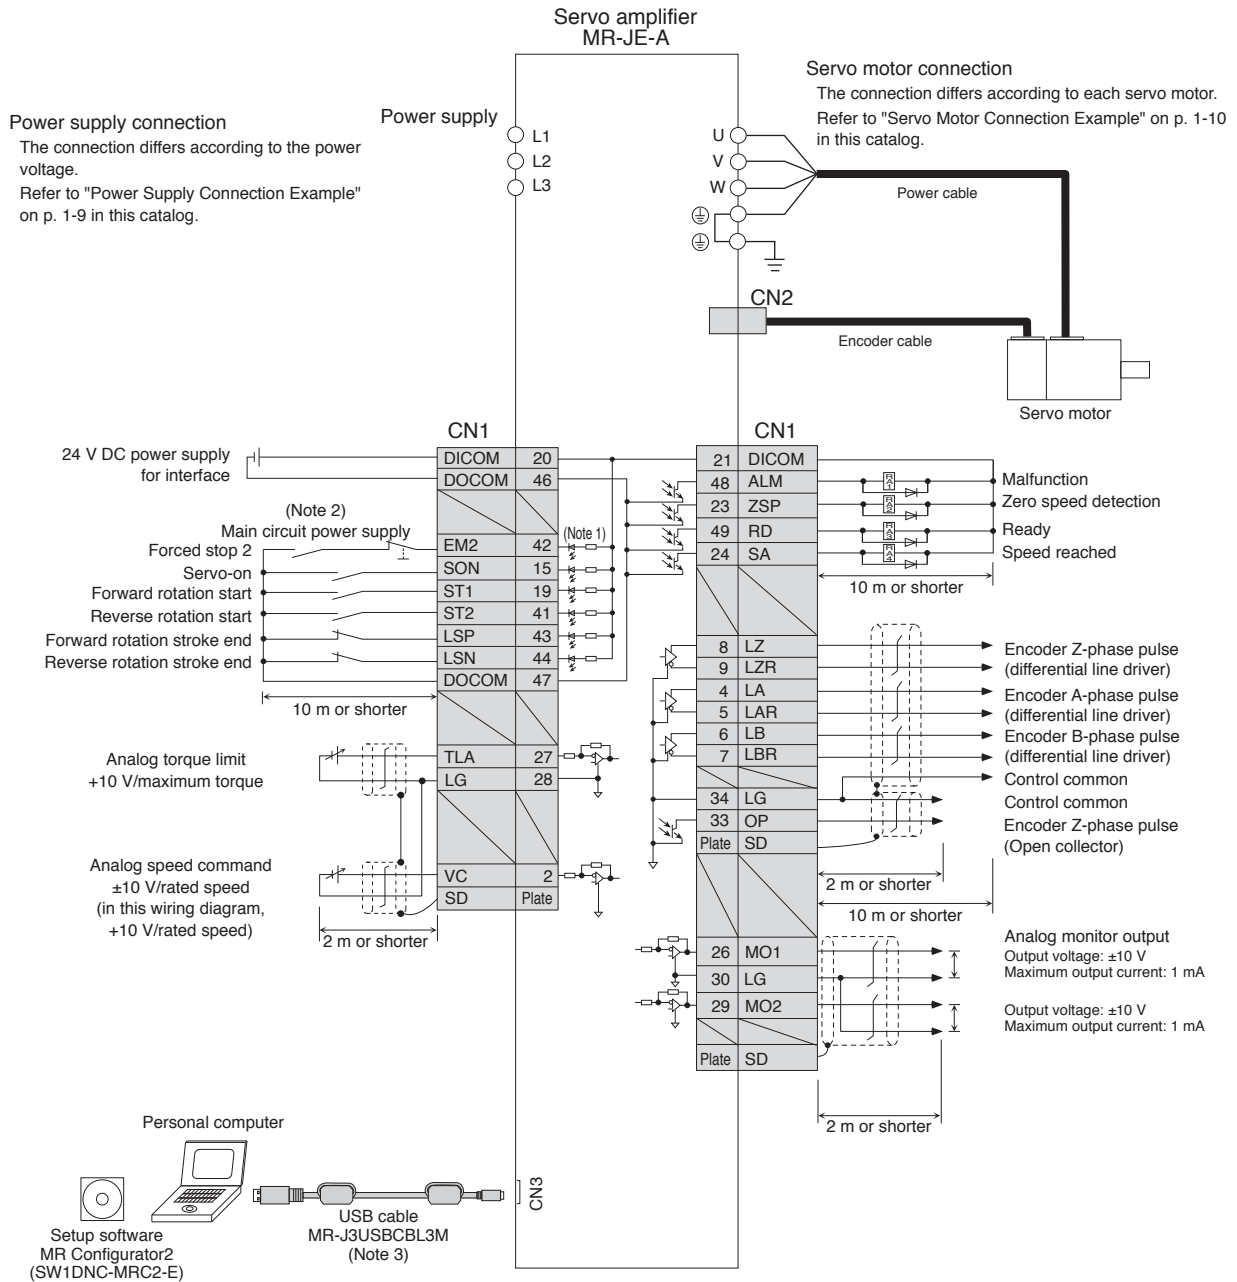 Servo amplifier
MR-JE-A
Power supply connection
The connection differs according to the power
voltage.
Refer to "Power Supply Connection Example"
on p. 1-9 in this catalog.
Power supply
L1
L2
L3
U
V
W
Servo motor connection
The connection differs according to each servo motor.
Refer to "Servo Motor Connection Example" on p. 1-10
in this catalog.
Power cable
CN2
Encoder cable
Servo motor
CN1
24 V DC power supply
for interface
DICOM 20
DOCOM 46
(Note 2)
Main circuit power supply
(Note 1)
Forced stop 2
EM2 42
Servo-on
SON 15
Forward rotation start
ST1 19
Reverse rotation start
ST2 41
Forward rotation stroke end
LSP 43
Reverse rotation stroke end
LSN 44
DOCOM 47
10 m or shorter
Analog torque limit
+10 V/maximum torque
TLA 27
LG 28
Analog speed command
±10 V/rated speed
(in this wiring diagram,
+10 V/rated speed)
VC 2
SD Plate
2 m or shorter
CN1
21 DICOM
48 ALM
RA1
Malfunction
23 ZSP
RA2
Zero speed detection
49 RD
RA3
Ready
24 SA
RA4
Speed reached
10 m or shorter
8 LZ
9 LZR
Encoder Z-phase pulse
(differential line driver)
4 LA
5 LAR
Encoder A-phase pulse
(differential line driver)
6 LB
7 LBR
Encoder B-phase pulse
(differential line driver)
Control common
34 LG
Control common
33 OP
Encoder Z-phase pulse
(Open collector)
Plate SD
2 m or shorter
10 m or shorter
26 MO1
30 LG
29 MO2
Plate SD
Analog monitor output
Output voltage: ±10 V
Maximum output current: 1 mA
Output voltage: ±10 V
Maximum output current: 1 mA
2 m or shorter
Personal computer
Setup software
MR Configurator2
(SW1DNC-MRC2-E)
USB cable
MR-J3USBCBL3M
(Note 3)
CN3